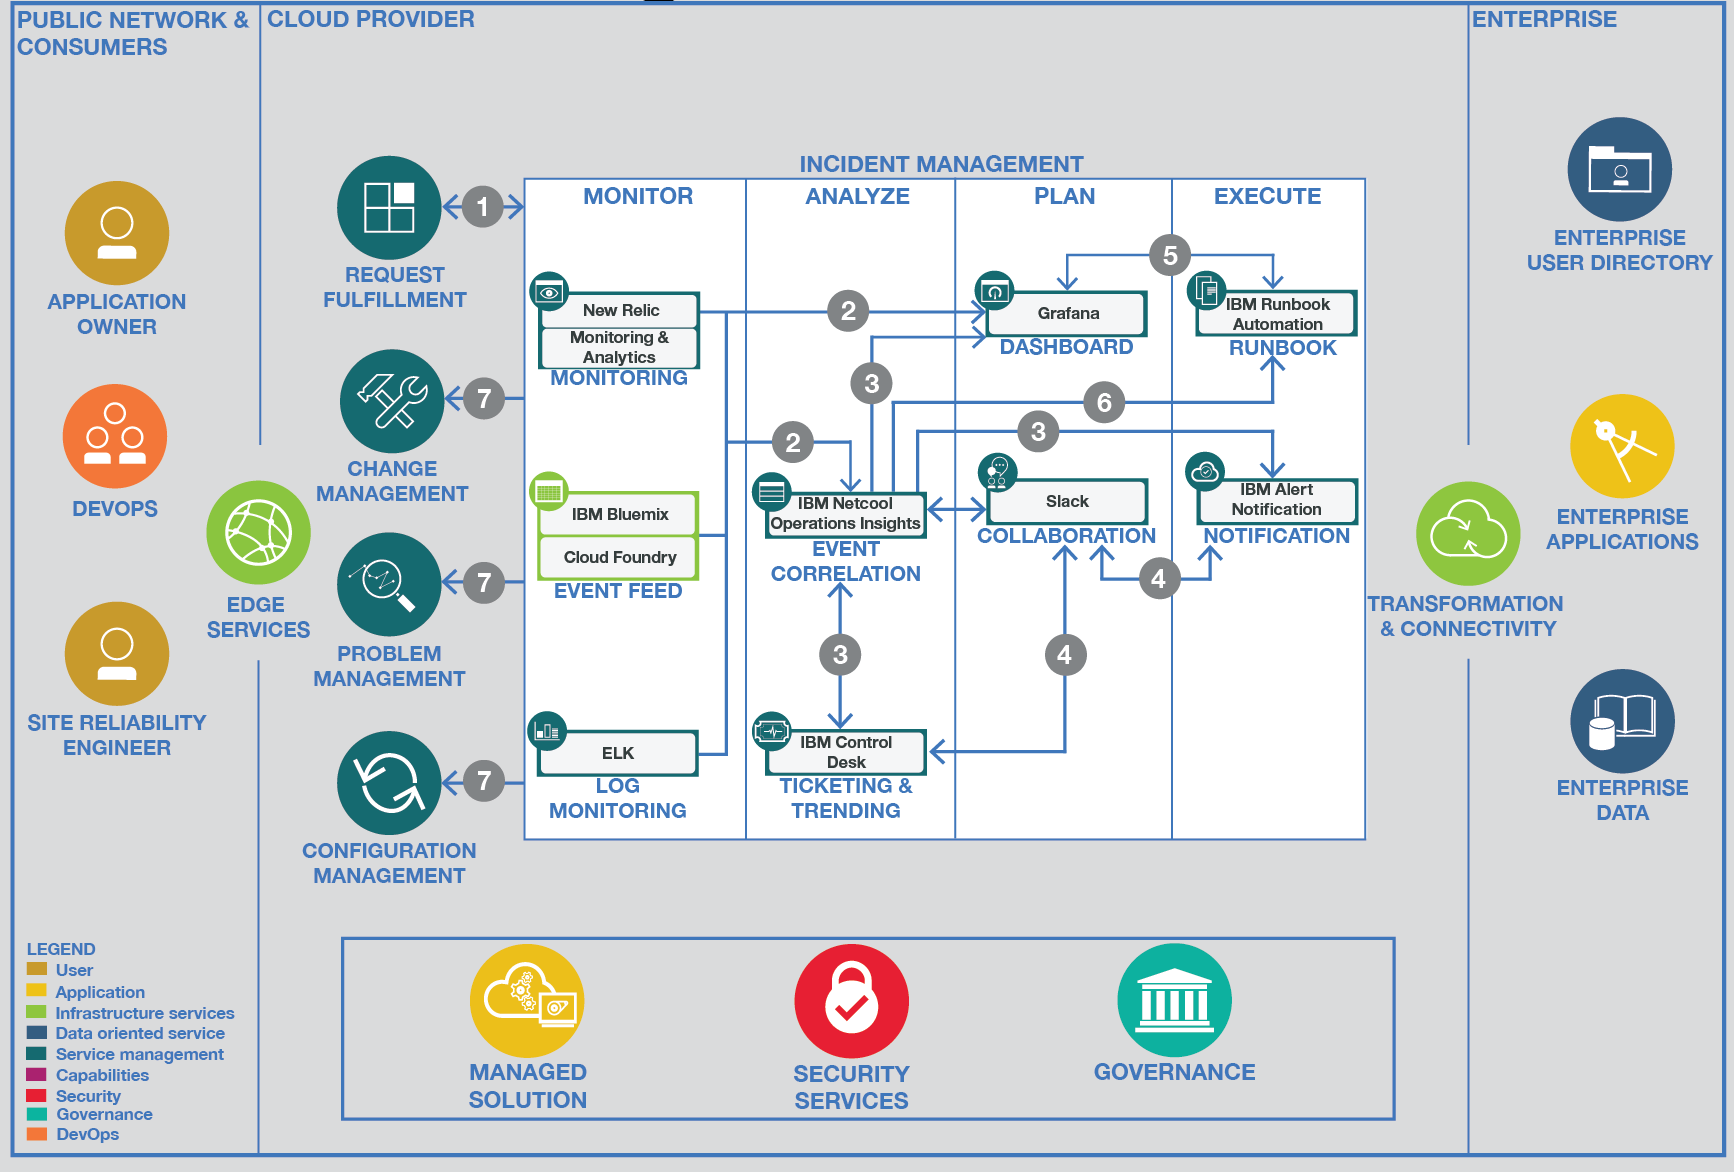 PUBLIC NETWORK &
CONSUMERS
CLOUD PROVIDER
ENTERPRISE
APPLICATION
OWNER
DEVOPS
SITE RELIABILITY
ENGINEER
EDGE
SERVICES
REQUEST
FULFILLMENT
CHANGE
MANAGEMENT
PROBLEM
MANAGEMENT
CONFIGURATION
MANAGEMENT
1
7
7
7
INCIDENT MANAGEMENT
MONITOR
ANALYZE
PLAN
EXECUTE
New Relic
Monitoring &
Analytics
MONITORING
IBM Bluemix
Cloud Foundry
EVENT FEED
ELK
LOG
MONITORING
2
2
3
IBM Netcool
Operations Insights
EVENT
CORRELATION
3
IBM Control
Desk
TICKETING &
TRENDING
5
Grafana
DASHBOARD
6
3
Slack
COLLABORATION
4
4
IBM Runbook
Automation
RUNBOOK
IBM Alert
Notification
NOTIFICATION
TRANSFORMATION
& CONNECTIVITY
ENTERPRISE
USER DIRECTORY
ENTERPRISE
APPLICATIONS
ENTERPRISE
DATA
LEGEND
User
Application
Infrastructure services
Data oriented service
Service management
Capabilities
Security
Governance
DevOps
MANAGED
SOLUTION
SECURITY
SERVICES
GOVERNANCE